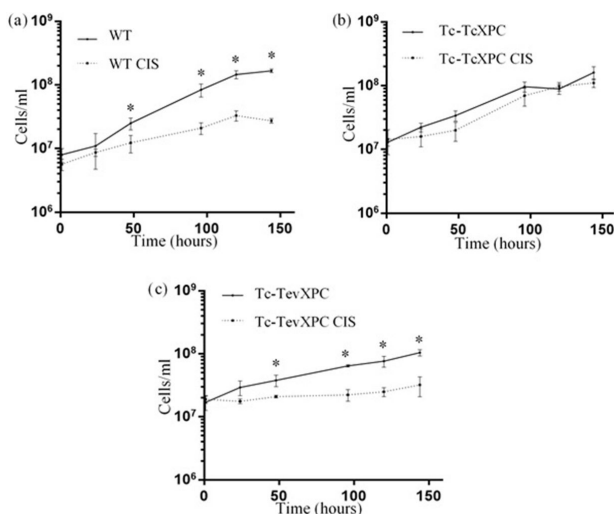 (a)
WT
WT CIS
Cells/ml
10⁹
10⁸
10⁷
10⁶
* * * *
0 50 100 150
Time (hours)
(b)
Tc-TcXPC
Tc-TcXPC CIS
Cells/ml
10⁹
10⁸
10⁷
10⁶
0 50 100 150
Time (hours)
(c)
Tc-TevXPC
Tc-TevXPC CIS
Cells/ml
10⁹
10⁸
10⁷
10⁶
* * * *
0 50 100 150
Time (hours)